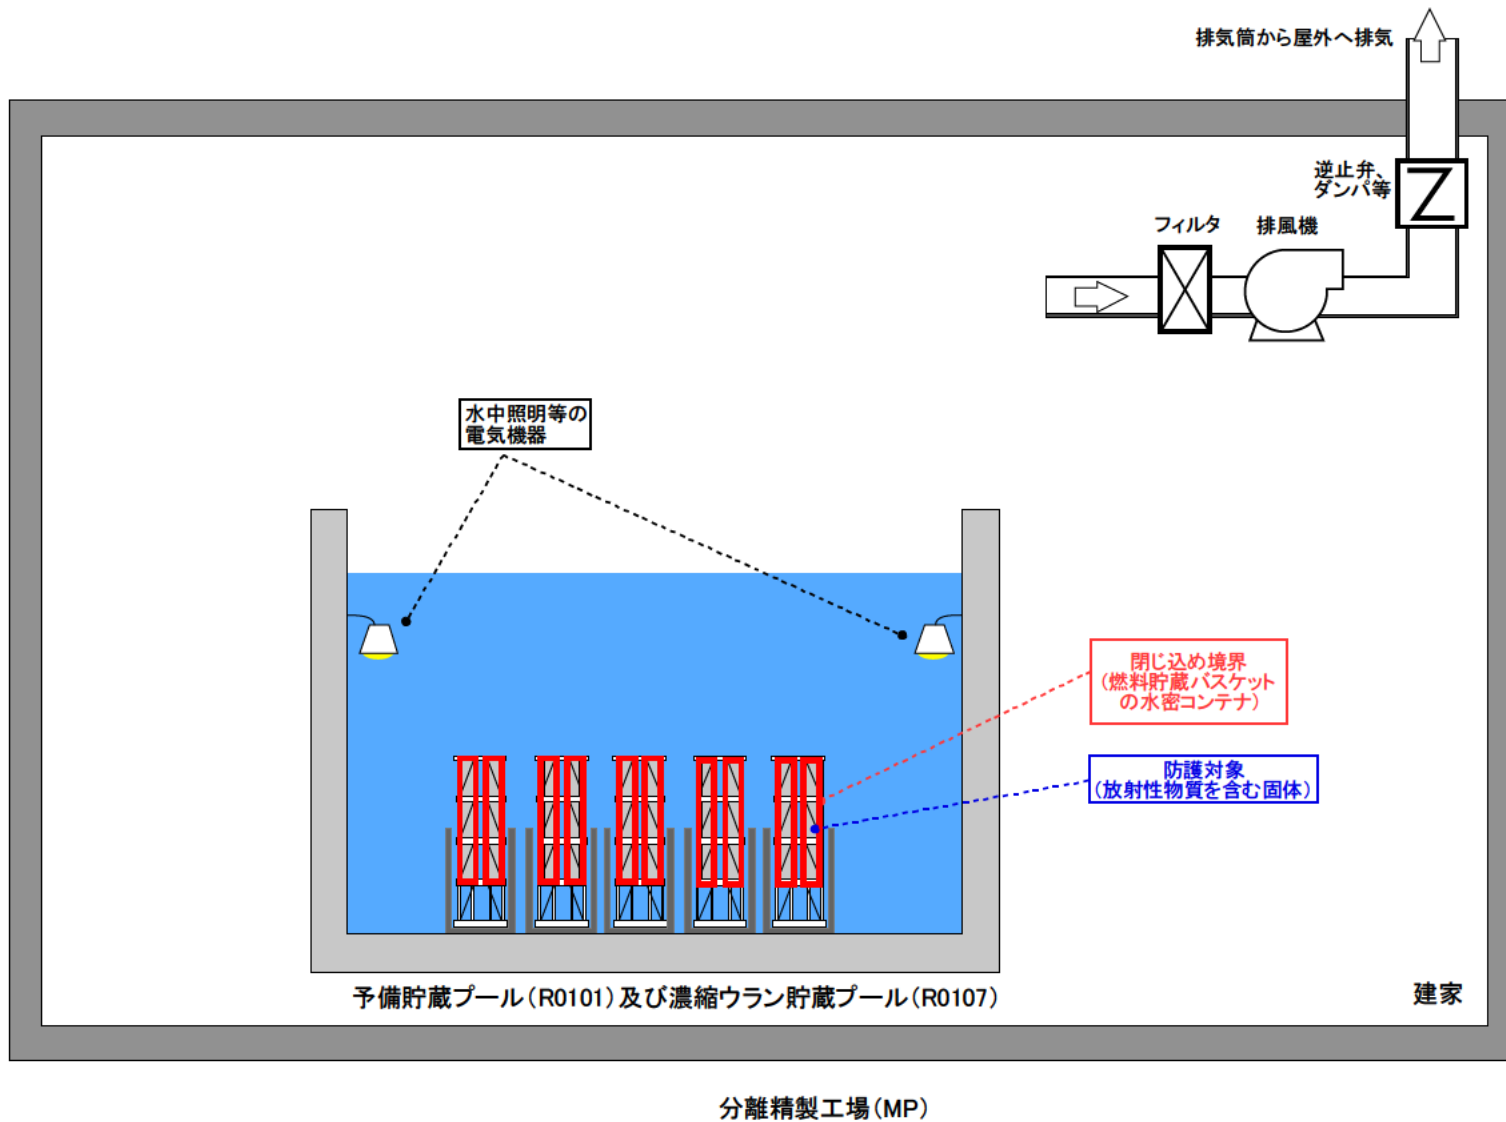 排気筒から屋外へ排気
逆止弁、
ダンパ等
フィルタ
排風機
水中照明等の
電気機器
閉じ込め境界
(燃料貯蔵バスケット
の水密コンテナ)
防護対象
(放射性物質を含む固体)
予備貯蔵プール(R0101)及び濃縮ウラン貯蔵プール(R0107)
建家
分離精製工場(MP)